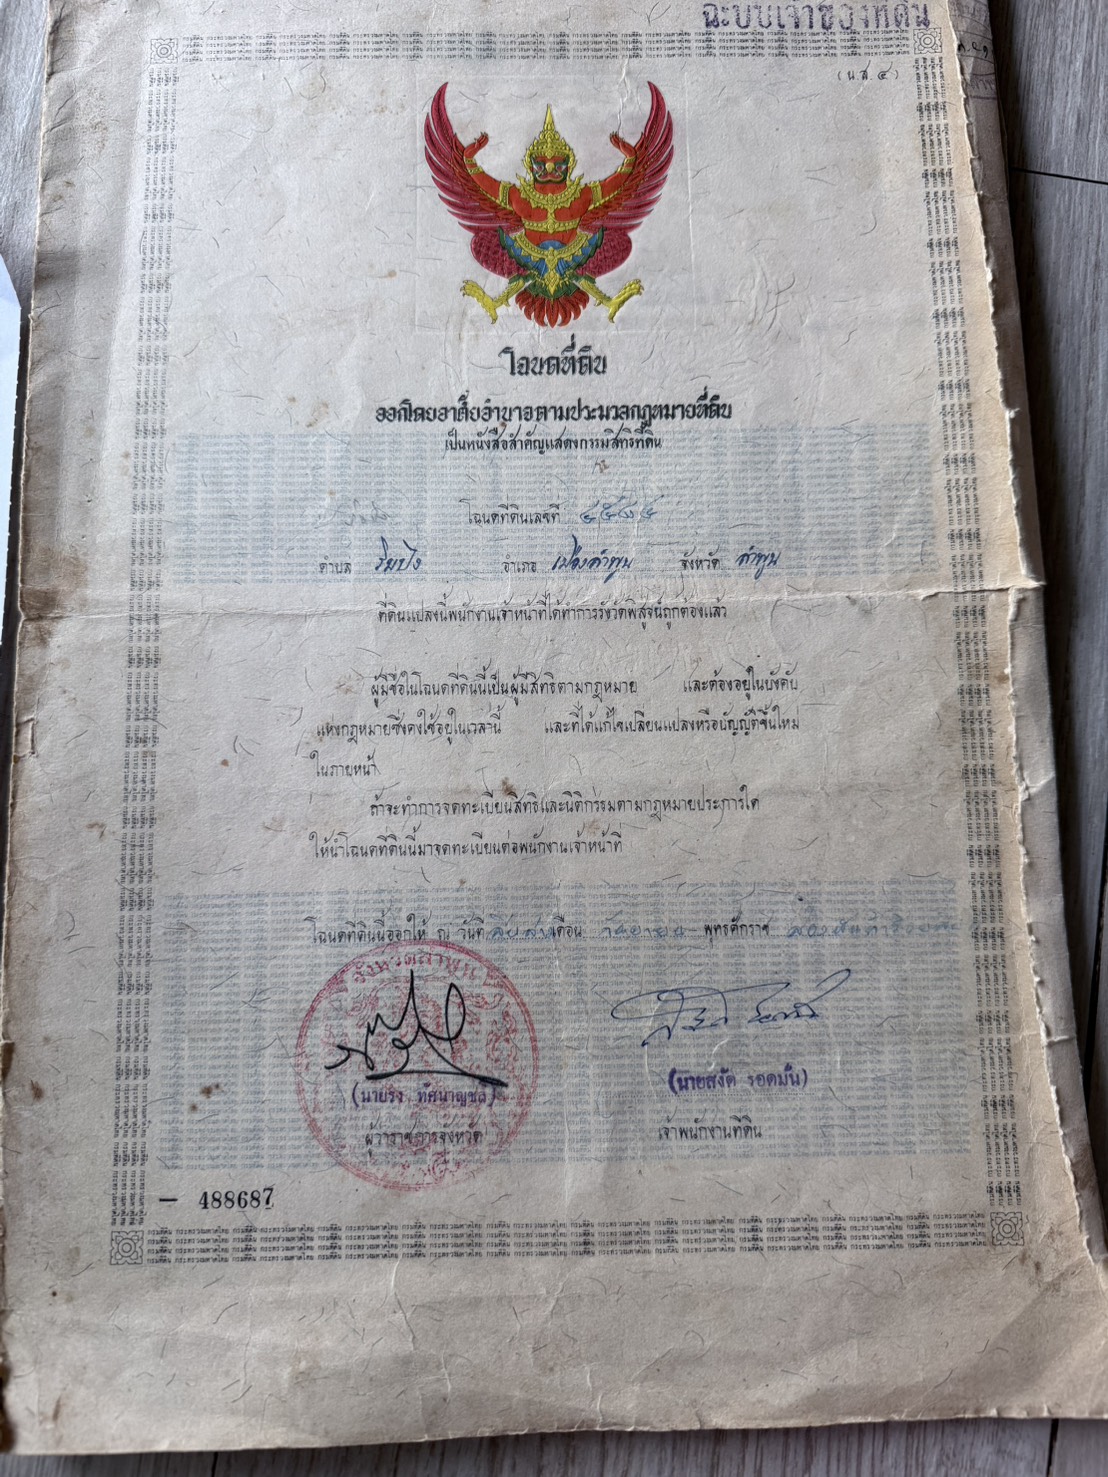 ฉะบับเจ้าของที่ดิน
(น.ส.๔)
โฉนดที่ดิน
ออกโดยอาศัยอำนาจตามประมวลกฎหมายที่ดิน
เป็นหนังสือสำคัญแสดงกรรมสิทธิที่ดิน
โฉนดที่ดินเลขที่
ตำบล ริมปิง อำเภอ เมืองลำพูน จังหวัด ลำพูน
ที่ดินแปลงนี้พนักงานเจ้าหน้าที่ได้ทำการรังวัดพิสูจน์ถูกต้องแล้ว
ผู้มีชื่อในโฉนดที่ดินนี้เป็นผู้มีสิทธิตามกฎหมาย และต้องอยู่ในบังคับ
แห่งกฎหมายซึ่งคงใช้อยู่ในเวลานี้ และที่ได้แก้ไขเปลี่ยนแปลงหรือบัญญัติขึ้นใหม่
ในภายหน้า
ถ้าจะทำการจดทะเบียนสิทธิและนิติกรรมตามกฎหมายประการใด
ให้นำโฉนดที่ดินนี้มาจดทะเบียนต่อพนักงานเจ้าหน้าที่
โฉนดที่ดินนี้ออกให้ ณ วันที่ สิบสาม เดือน กันยายน พุทธศักราช
จังหวัดลำพูน
(นายสงัด รอดมั่น)
ผู้ว่าราชการจังหวัด เจ้าพนักงานที่ดิน
— 488687